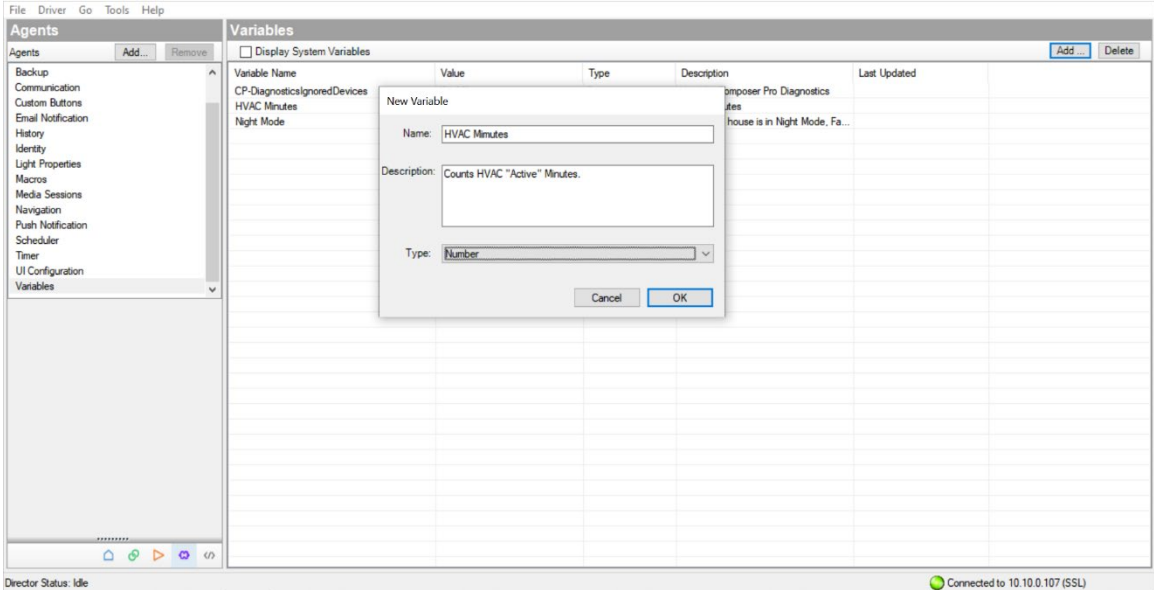 File Driver Go Tools Help
Agents
Variables
Agents Add... Remove
Display System Variables Add ... Delete
Backup
Communication
Custom Buttons
Email Notification
History
Identity
Light Properties
Macros
Media Sessions
Navigation
Push Notification
Scheduler
Timer
UI Configuration
Variables
Variable Name Value Type Description Last Updated
CP-DiagnosticsIgnoredDevices omposer Pro Diagnostics
HVAC Minutes utes
Night Mode house is in Night Mode, Fa...
New Variable
Name: HVAC Mimutes
Description: Counts HVAC "Active" Minutes.
Type: Number
Cancel OK
Director Status: Idle Connected to 10.10.0.107 (SSL)